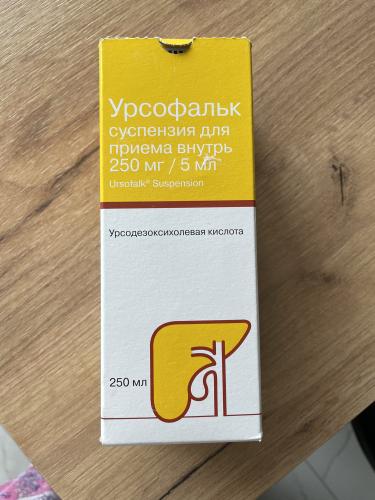 Урсофальк
суспензия для
приема внутрь
250 мг / 5 мл
Ursofalk® Suspension
Урсодезоксихолевая кислота
250 мл